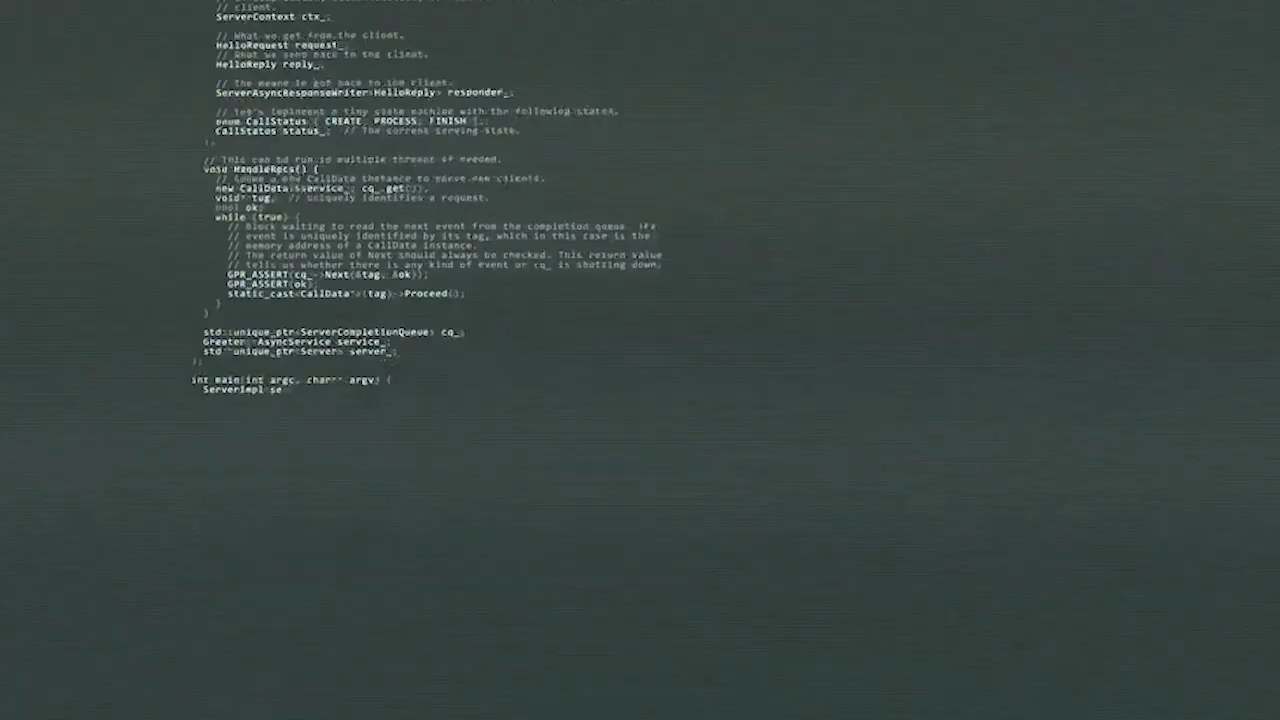 // client.
ServerContext ctx_;
// What we get from the client.
HelloRequest request_;
// What we send back to the client.
HelloReply reply_;
// The means to get back to the client.
ServerAsyncResponseWriter<HelloReply> responder_;
// Let's implement a tiny state machine with the following states.
enum CallStatus { CREATE, PROCESS, FINISH };
CallStatus status_; // The current serving state.
};
// This can be run in multiple threads if needed.
void HandleRpcs() {
// Spawn a new CallData instance to serve new clients.
new CallData(&service_, cq_.get());
void* tag; // uniquely identifies a request.
bool ok;
while (true) {
// Block waiting to read the next event from the completion queue. The
// event is uniquely identified by its tag, which in this case is the
// memory address of a CallData instance.
// The return value of Next should always be checked. This return value
// tells us whether there is any kind of event or cq_ is shutting down.
GPR_ASSERT(cq_->Next(&tag, &ok));
GPR_ASSERT(ok);
static_cast<CallData*>(tag)->Proceed();
}
}
std::unique_ptr<ServerCompletionQueue> cq_;
Greeter::AsyncService service_;
std::unique_ptr<Server> server_;
};
int main(int argc, char** argv) {
ServerImpl se